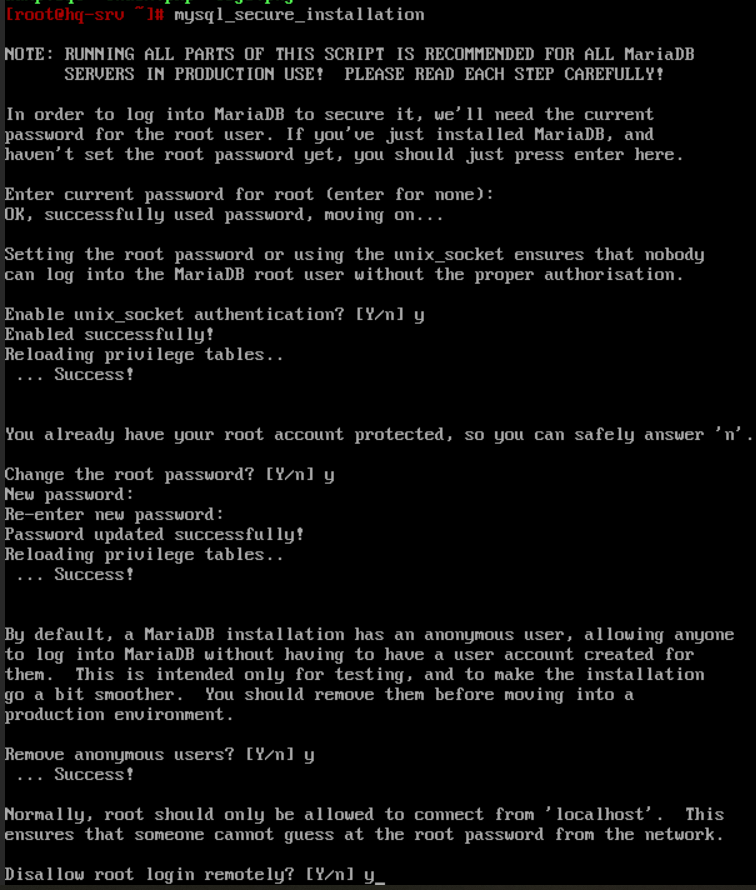 [root@hq-srv ~]# mysql_secure_installation
NOTE: RUNNING ALL PARTS OF THIS SCRIPT IS RECOMMENDED FOR ALL MariaDB
SERVERS IN PRODUCTION USE!  PLEASE READ EACH STEP CAREFULLY!
In order to log into MariaDB to secure it, we'll need the current
password for the root user. If you've just installed MariaDB, and
haven't set the root password yet, you should just press enter here.
Enter current password for root (enter for none):
OK, successfully used password, moving on...
Setting the root password or using the unix_socket ensures that nobody
can log into the MariaDB root user without the proper authorisation.
Enable unix_socket authentication? [Y/n] y
Enabled successfully!
Reloading privilege tables..
... Success!
You already have your root account protected, so you can safely answer 'n'.
Change the root password? [Y/n] y
New password:
Re-enter new password:
Password updated successfully!
Reloading privilege tables..
... Success!
By default, a MariaDB installation has an anonymous user, allowing anyone
to log into MariaDB without having to have a user account created for
them.  This is intended only for testing, and to make the installation
go a bit smoother.  You should remove them before moving into a
production environment.
Remove anonymous users? [Y/n] y
... Success!
Normally, root should only be allowed to connect from 'localhost'.  This
ensures that someone cannot guess at the root password from the network.
Disallow root login remotely? [Y/n] y_